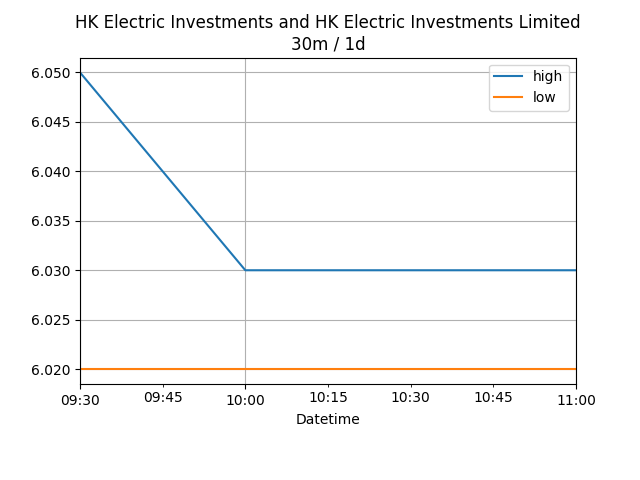 HK Electric Investments and HK Electric Investments Limited
30m / 1d
high
low
6.050
6.045
6.040
6.035
6.030
6.025
6.020
09:30 09:45 10:00 10:15 10:30 10:45 11:00
Datetime